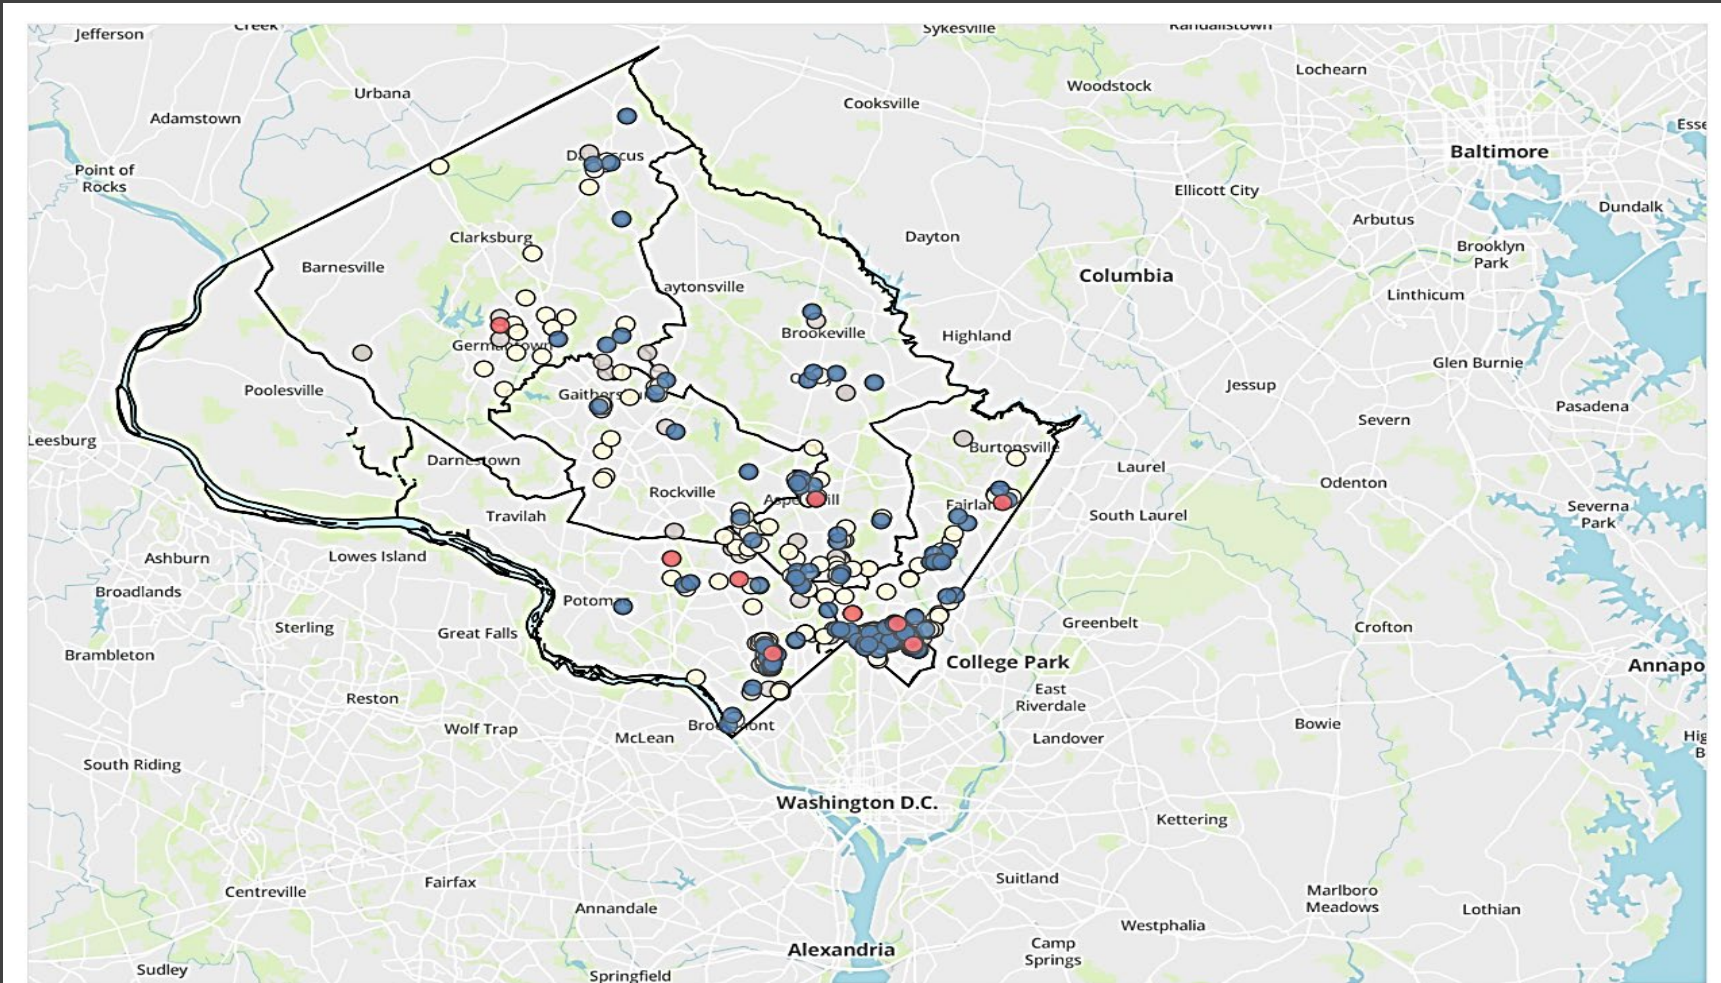 Jefferson
Creek
Sykesville
Randallstown
Lochearn
Woodstock
Urbana
Cooksville
Adamstown
Esse
Baltimore
Point of
Rocks
Ellicott City
Dundalk
Arbutus
Clarksburg
Dayton
Brooklyn
Park
Barnesville
Columbia
Laytonsville
Linthicum
Brookeville
Highland
Glen Burnie
Poolesville
Jessup
Pasadena
Severn
Leesburg
Burtonsville
Darnestown
Laurel
Odenton
Rockville
Severna
Park
Travilah
South Laurel
Ashburn
Lowes Island
Broadlands
Greenbelt
Sterling
Great Falls
Crofton
Brambleton
College Park
Annapo
Reston
East
Riverdale
Wolf Trap
McLean
Landover
Bowie
Hig
B
South Riding
Washington D.C.
Kettering
Centreville
Fairfax
Suitland
Annandale
Marlboro
Meadows
Lothian
Westphalia
Alexandria
Camp
Springs
Sudley
Springfield